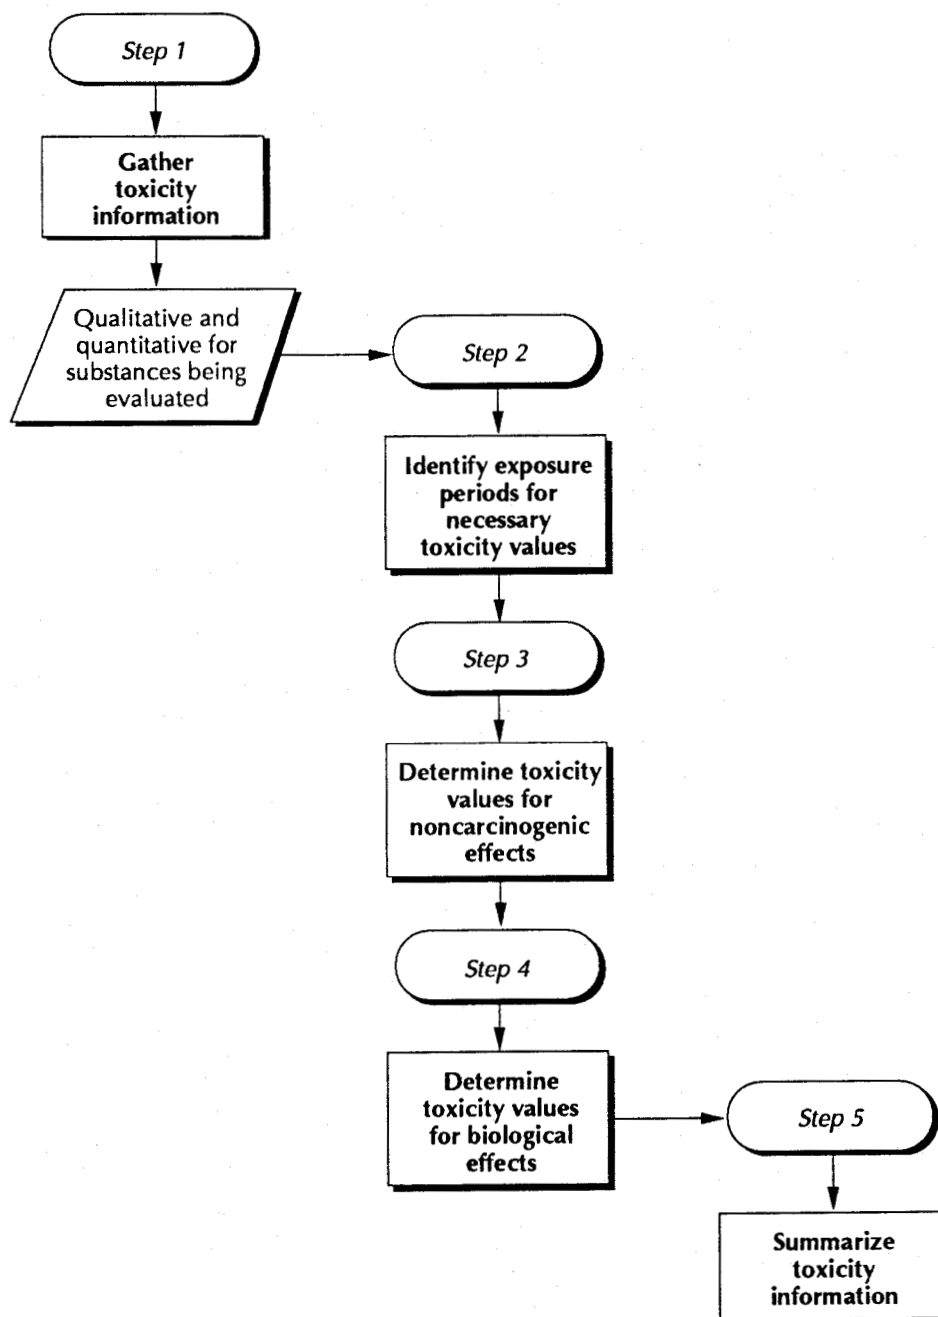 Step 1
Gather
toxicity
information
Qualitative and
quantitative for
substances being
evaluated
Step 2
Identify exposure
periods for
necessary
toxicity values
Step 3
Determine toxicity
values for
noncarcinogenic
effects
Step 4
Determine
toxicity values
for biological
effects
Step 5
Summarize
toxicity
information